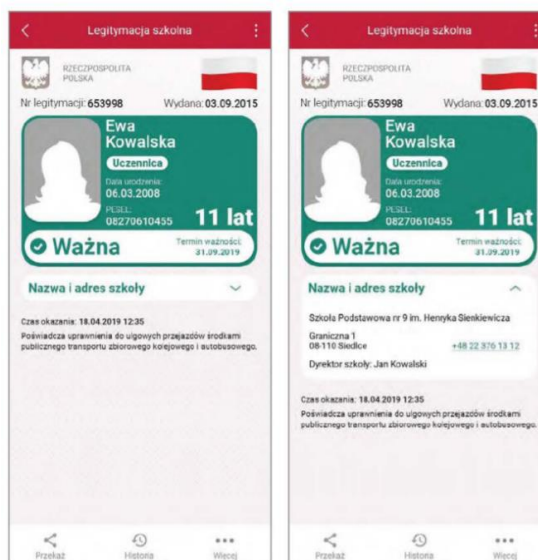 Legitymacja szkolna
RZECZPOSPOLITA
POLSKA
Nr legitymacji: 653998 Wydana: 03.09.2015
Ewa
Kowalska
Uczennica
Data urodzenia:
06.03.2008
PESEL:
08270610455
11 lat
Ważna
Termin ważności:
31.09.2019
Nazwa i adres szkoły
Czas okazania: 18.04.2019 12:35
Poświadcza uprawnienia do ulgowych przejazdów środkami
publicznego transportu zbiorowego kolejowego i autobusowego.
Przekaż Historia Więcej
Legitymacja szkolna
RZECZPOSPOLITA
POLSKA
Nr legitymacji: 653998 Wydana: 03.09.2015
Ewa
Kowalska
Uczennica
Data urodzenia:
06.03.2008
PESEL:
08270610455
11 lat
Ważna
Termin ważności:
31.09.2019
Nazwa i adres szkoły
Szkoła Podstawowa nr 9 im. Henryka Sienkiewicza
Graniczna 1
08-110 Siedlce +48 22 376 13 12
Dyrektor szkoły: Jan Kowalski
Czas okazania: 18.04.2019 12:35
Poświadcza uprawnienia do ulgowych przejazdów środkami
publicznego transportu zbiorowego kolejowego i autobusowego.
Przekaż Historia Więcej